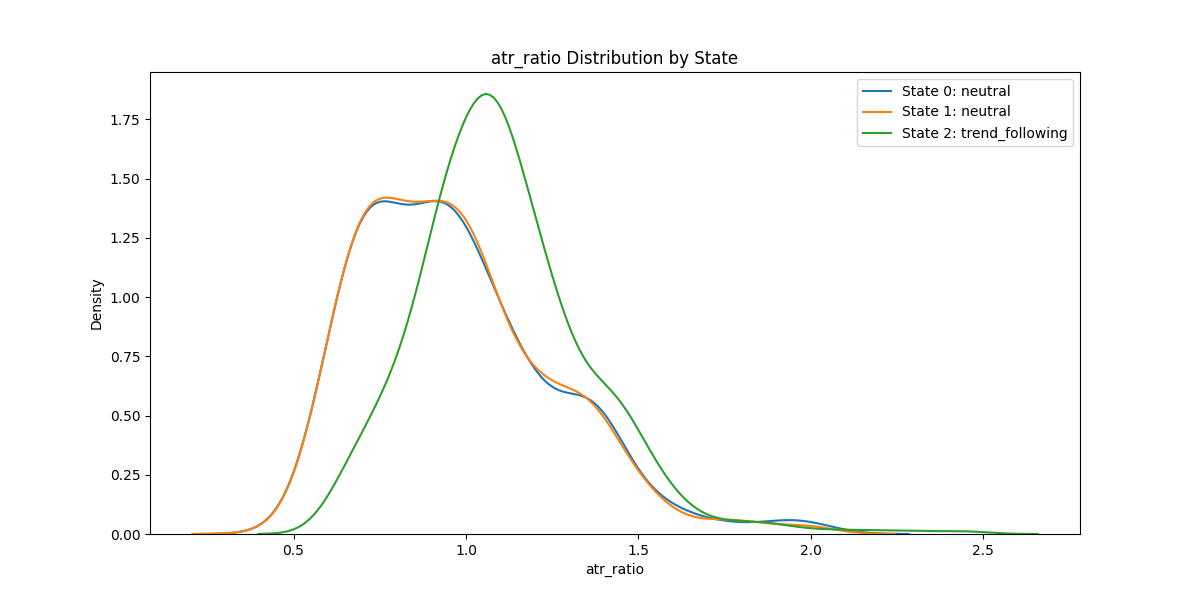 atr_ratio Distribution by State
State 0: neutral
State 1: neutral
State 2: trend_following
Density
1.75
1.50
1.25
1.00
0.75
0.50
0.25
0.00
0.5
1.0
1.5
2.0
2.5
atr_ratio